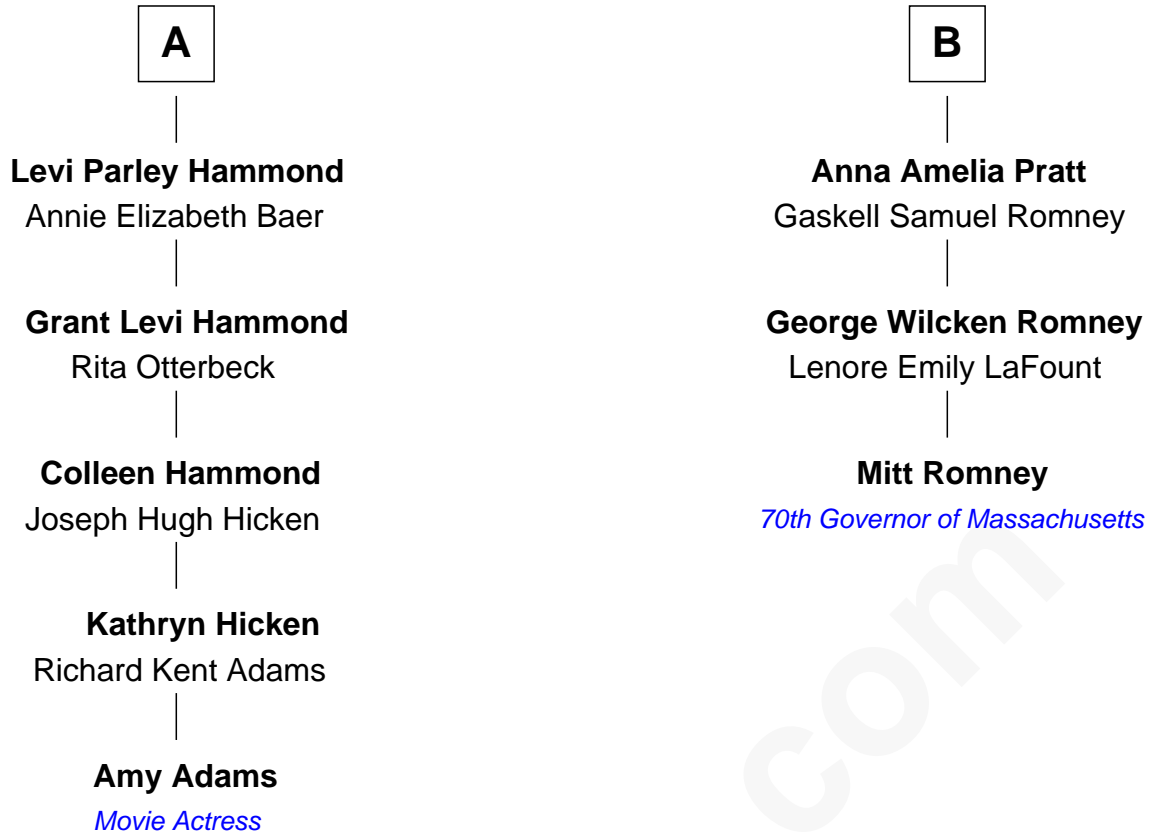 A
Levi Parley Hammond
Annie Elizabeth Baer
Grant Levi Hammond
Rita Otterbeck
Colleen Hammond
Joseph Hugh Hicken
Kathryn Hicken
Richard Kent Adams
Amy Adams
Movie Actress
B
Anna Amelia Pratt
Gaskell Samuel Romney
George Wilcken Romney
Lenore Emily LaFount
Mitt Romney
70th Governor of Massachusetts
com